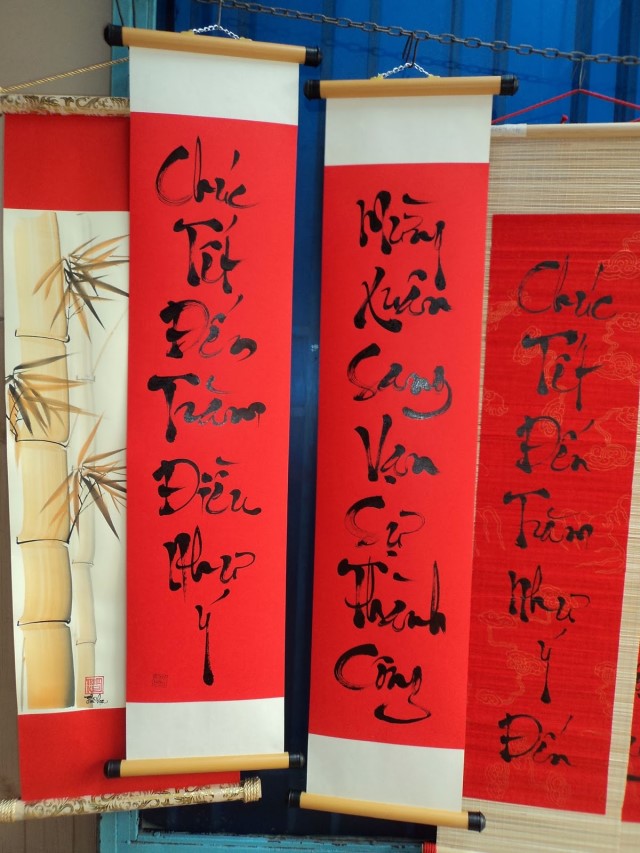 Chúc
Tết
Đến
Trăm
Điều
Như
Ý
Mừng
Xuân
Sang
Vạn
Sự
Thành
Công
Chúc
Tết
Đến
Trăm
Như
Ý
Đến